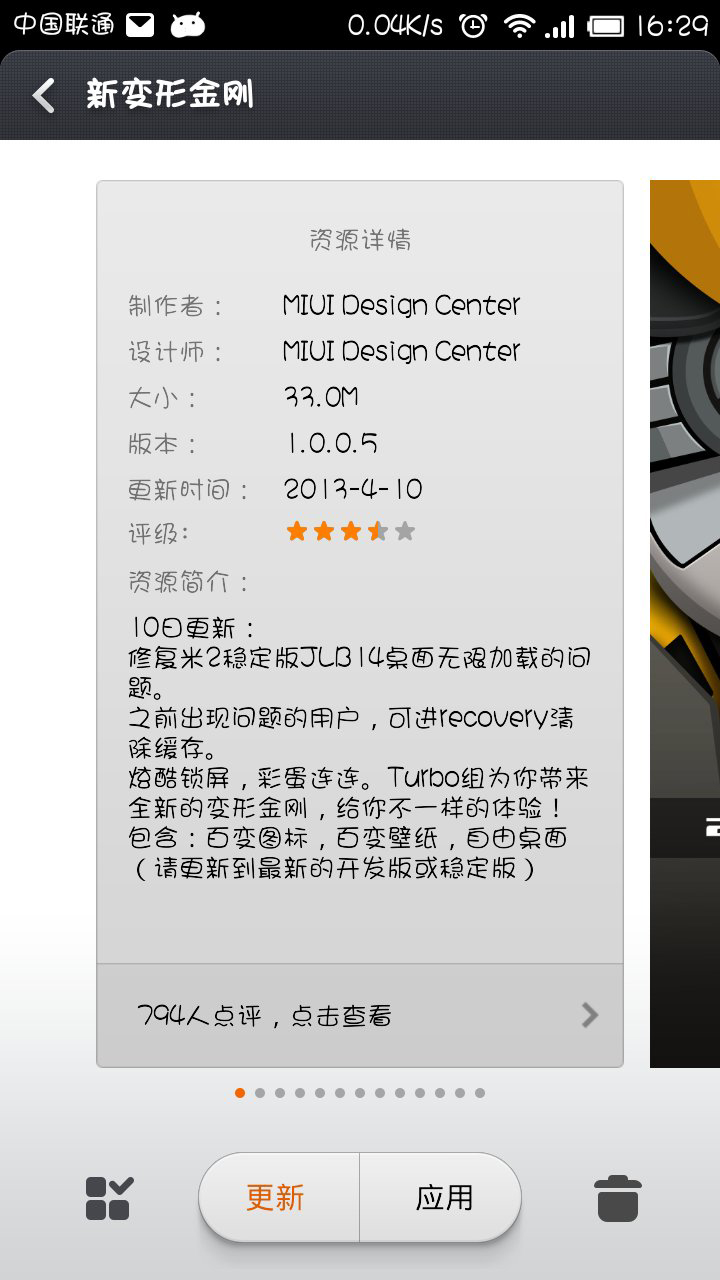 中国联通 0.04K/s 16:29
新变形金刚
资源详情
制作者： MIUI Design Center
设计师： MIUI Design Center
大小： 33.0M
版本： 1.0.0.5
更新时间： 2013-4-10
评级:
资源简介：
10日更新：
修复米2稳定版JLB14桌面无限加载的问
题。
之前出现问题的用户，可进recovery清
除缓存。
炫酷锁屏，彩蛋连连。Turbo组为你带来
全新的变形金刚，给你不一样的体验！
包含：百变图标，百变壁纸，自由桌面
（请更新到最新的开发版或稳定版）
794人点评，点击查看
更新 应用